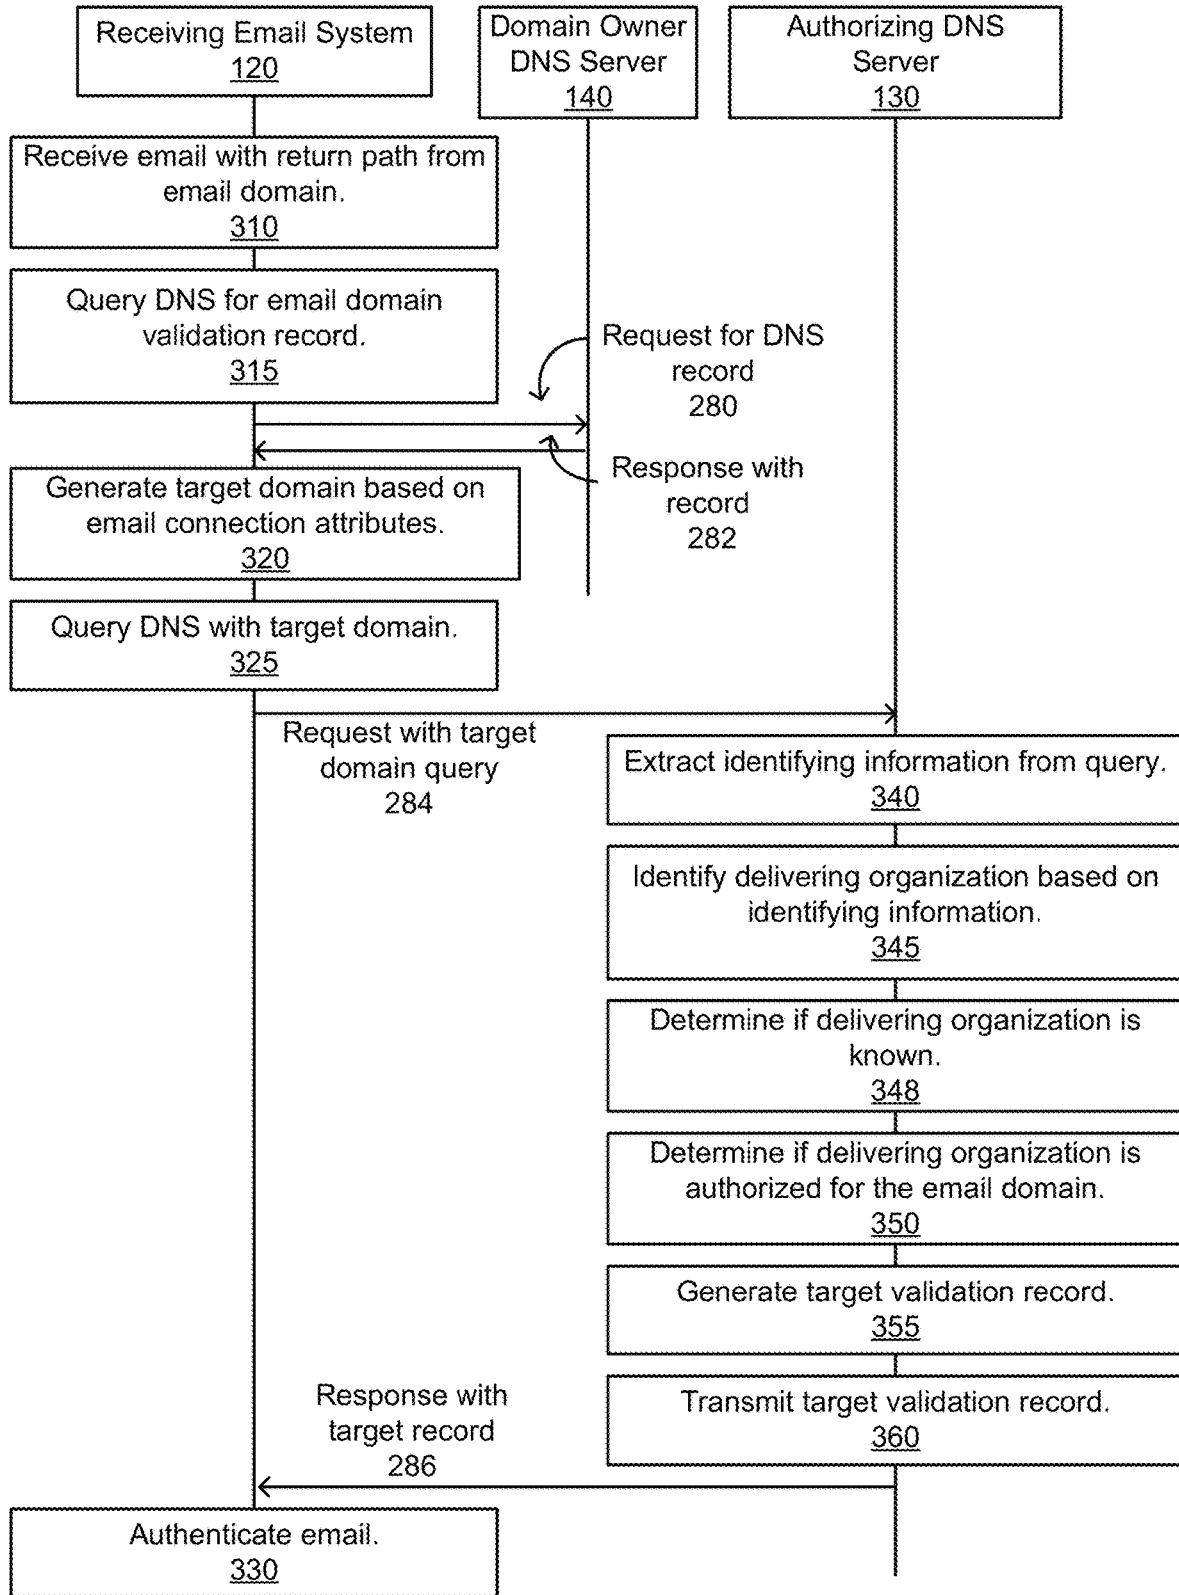 Receiving Email System
120
Domain Owner
DNS Server
140
Authorizing DNS
Server
130
Receive email with return path from
email domain.
310
Query DNS for email domain
validation record.
315
Request for DNS
record
280
Response with
record
282
Generate target domain based on
email connection attributes.
320
Query DNS with target domain.
325
Request with target
domain query
284
Extract identifying information from query.
340
Identify delivering organization based on
identifying information.
345
Determine if delivering organization is
known.
348
Determine if delivering organization is
authorized for the email domain.
350
Generate target validation record.
355
Transmit target validation record.
360
Response with
target record
286
Authenticate email.
330